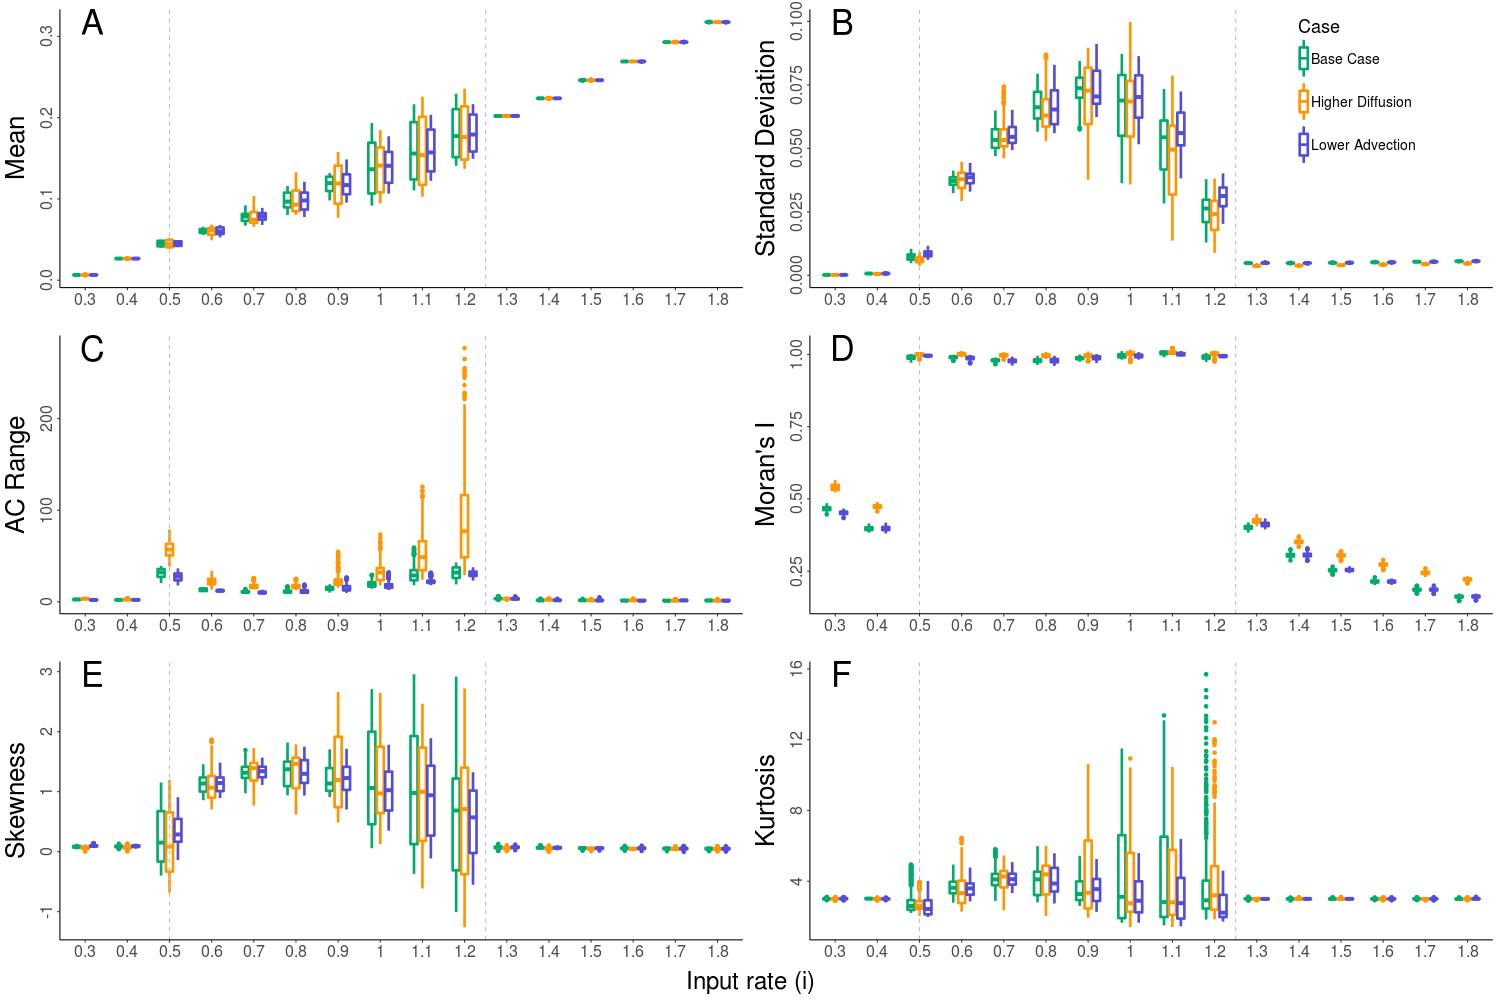 A
Mean
0.3
0.2
0.1
0.0
0.3 0.4 0.5 0.6 0.7 0.8 0.9 1 1.1 1.2 1.3 1.4 1.5 1.6 1.7 1.8
B
Standard Deviation
0.100
0.075
0.050
0.025
0.000
0.3 0.4 0.5 0.6 0.7 0.8 0.9 1 1.1 1.2 1.3 1.4 1.5 1.6 1.7 1.8
Case
Base Case
Higher Diffusion
Lower Advection
C
AC Range
200
100
0
0.3 0.4 0.5 0.6 0.7 0.8 0.9 1 1.1 1.2 1.3 1.4 1.5 1.6 1.7 1.8
D
Moran's I
1.00
0.75
0.50
0.25
0.3 0.4 0.5 0.6 0.7 0.8 0.9 1 1.1 1.2 1.3 1.4 1.5 1.6 1.7 1.8
E
Skewness
3
2
1
0
-1
0.3 0.4 0.5 0.6 0.7 0.8 0.9 1 1.1 1.2 1.3 1.4 1.5 1.6 1.7 1.8
F
Kurtosis
16
12
8
4
0.3 0.4 0.5 0.6 0.7 0.8 0.9 1 1.1 1.2 1.3 1.4 1.5 1.6 1.7 1.8
Input rate (i)